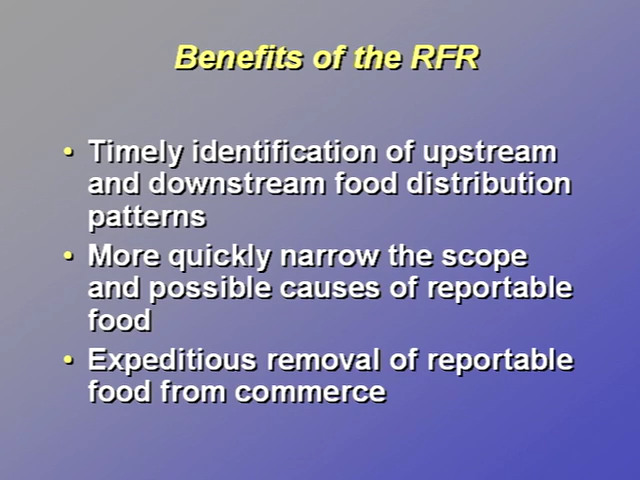 Benefits of the RFR
• Timely identification of upstream
and downstream food distribution
patterns
• More quickly narrow the scope
and possible causes of reportable
food
• Expeditious removal of reportable
food from commerce